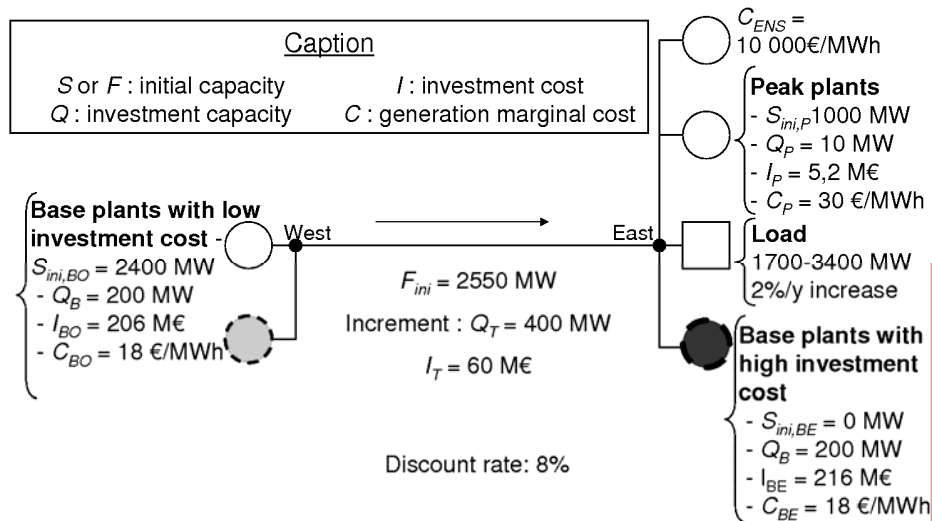 Caption
S or F : initial capacity
I : investment cost
Q : investment capacity
C : generation marginal cost
C_ENS =
10 000€/MWh
Peak plants
- S_ini,P 1000 MW
- Q_P = 10 MW
- I_P = 5,2 M€
- C_P = 30 €/MWh
Base plants with low
investment cost -
S_ini,BO = 2400 MW
- Q_B = 200 MW
- I_BO = 206 M€
- C_BO = 18 €/MWh
West
East
F_ini = 2550 MW
Increment : Q_T = 400 MW
I_T = 60 M€
Load
1700-3400 MW
2%/y increase
Base plants with
high investment
cost
- S_ini,BE = 0 MW
- Q_B = 200 MW
- I_BE = 216 M€
- C_BE = 18 €/MWh
Discount rate: 8%